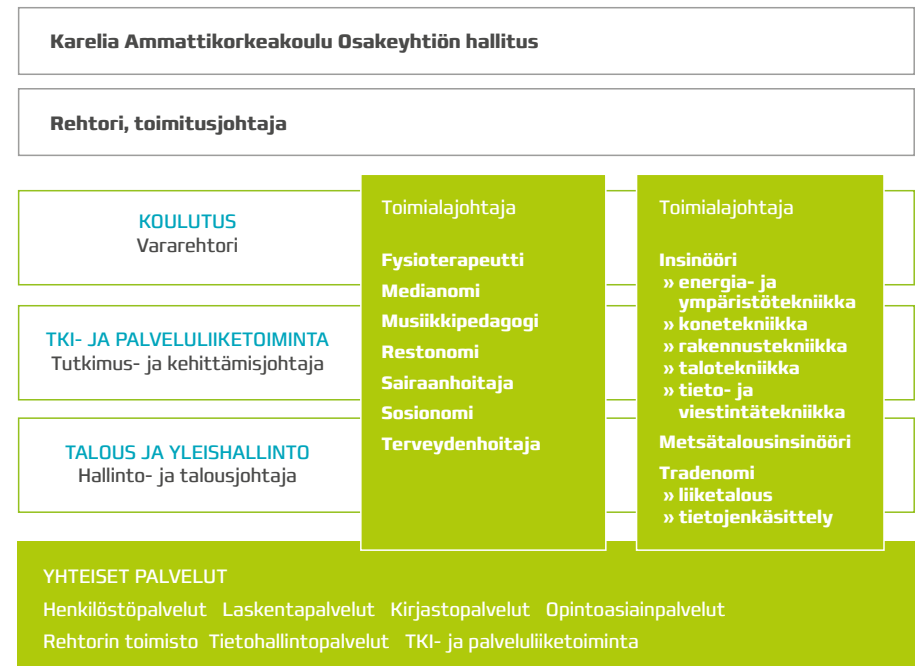 Karelia Ammattikorkeakoulu Osakeyhtiön hallitus
Rehtori, toimitusjohtaja
KOULUTUS
Vararehtori
TKI- JA PALVELULIIKETOIMINTA
Tutkimus- ja kehittämisjohtaja
TALOUS JA YLEISHALLINTO
Hallinto- ja talousjohtaja
Toimialajohtaja
Fysioterapeutti
Medianomi
Musiikkipedagogi
Restonomi
Sairaanhoitaja
Sosionomi
Terveydenhoitaja
Toimialajohtaja
Insinööri
» energia- ja
ympäristötekniikka
» konetekniikka
» rakennustekniikka
» talotekniikka
» tieto- ja
viestintätekniikka
Metsätalousinsinööri
Tradenomi
» liiketalous
» tietojenkäsittely
YHTEISET PALVELUT
Henkilöstöpalvelut Laskentapalvelut Kirjastopalvelut Opintoasiainpalvelut
Rehtorin toimisto Tietohallintopalvelut TKI- ja palveluliiketoiminta